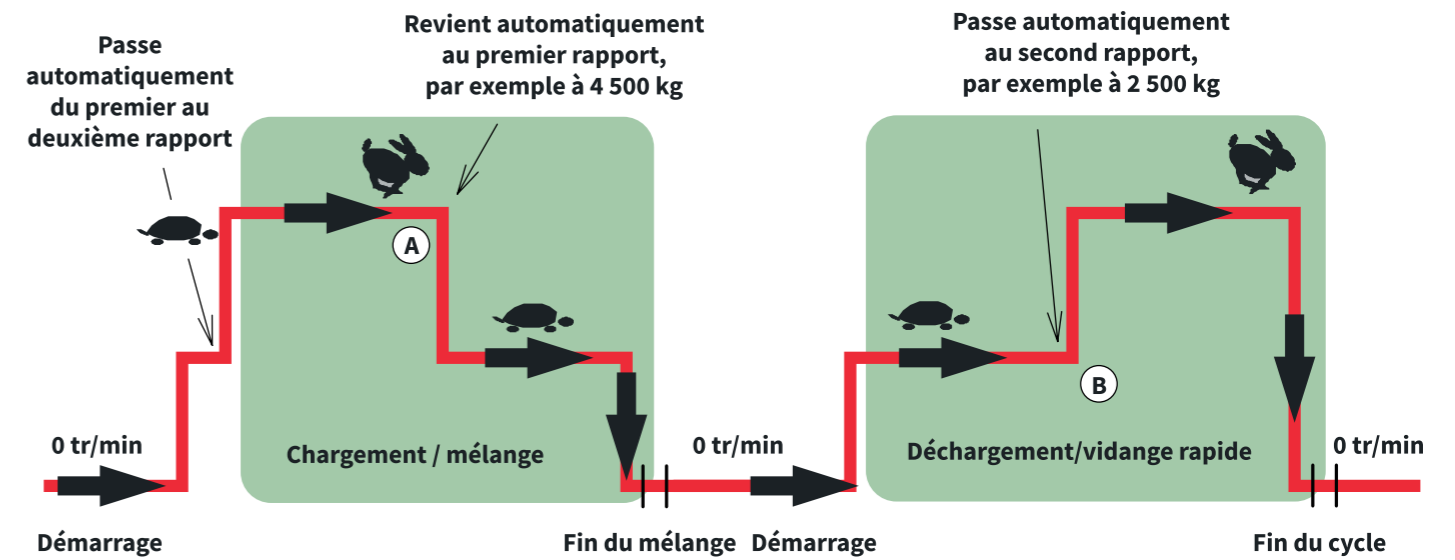 Passe
automatiquement
du premier au
deuxième rapport
Revient automatiquement
au premier rapport,
par exemple à 4 500 kg
Passe automatiquement
au second rapport,
par exemple à 2 500 kg
A
B
0 tr/min
Chargement / mélange
0 tr/min
Déchargement/vidange rapide
0 tr/min
Démarrage
Fin du mélange
Démarrage
Fin du cycle